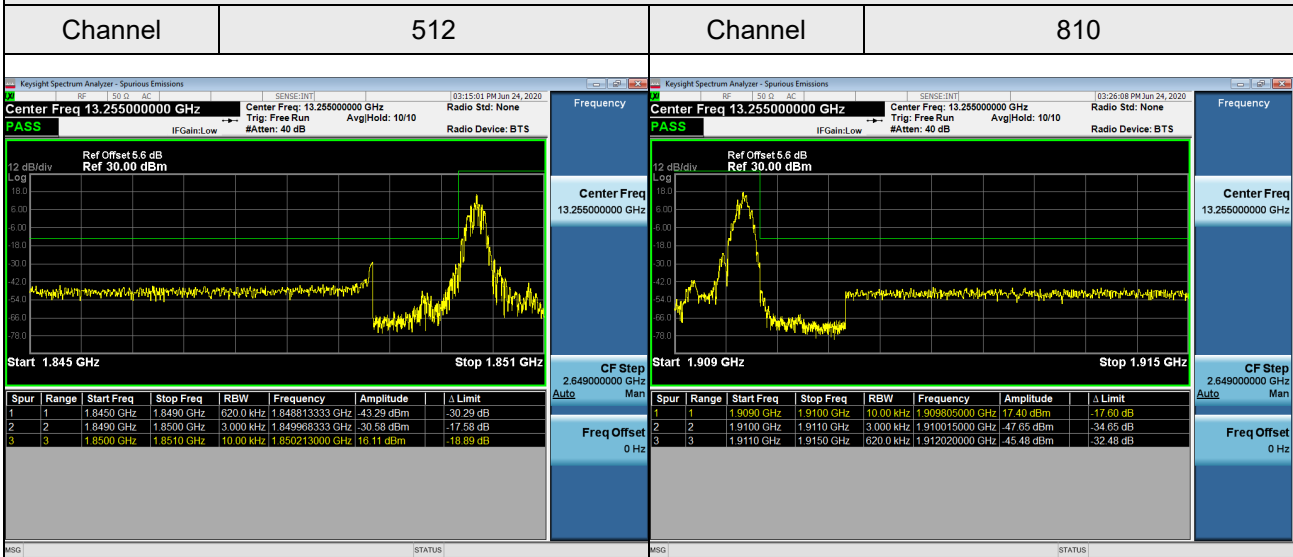 Channel 512 Channel 810
Keysight Spectrum Analyzer - Spurious Emissions
RF 50 Ω AC SENSE:INT 03:15:01 PM Jun 24, 2020
Center Freq 13.255000000 GHz Center Freq: 13.255000000 GHz Radio Std: None Frequency
Trig: Free Run Avg|Hold: 10/10
PASS IFGain:Low #Atten: 40 dB Radio Device: BTS
Ref Offset 5.6 dB
12 dB/div Ref 30.00 dBm
Log
18.0
6.00
-6.00
-18.0
-30.0
-42.0
-54.0
-66.0
-78.0
Center Freq
13.255000000 GHz
Start 1.845 GHz Stop 1.851 GHz
CF Step
2.649000000 GHz
Auto Man
Spur Range Start Freq Stop Freq RBW Frequency Amplitude Δ Limit
1 1 1.8450 GHz 1.8490 GHz 620.0 kHz 1.848813333 GHz -43.29 dBm -30.29 dB
2 2 1.8490 GHz 1.8500 GHz 3.000 kHz 1.849968333 GHz -30.58 dBm -17.58 dB
3 3 1.8500 GHz 1.8510 GHz 10.00 kHz 1.850213000 GHz 16.11 dBm -18.89 dB
Freq Offset
0 Hz
MSG STATUS
Keysight Spectrum Analyzer - Spurious Emissions
RF 50 Ω AC SENSE:INT 03:26:08 PM Jun 24, 2020
Center Freq 13.255000000 GHz Center Freq: 13.255000000 GHz Radio Std: None Frequency
Trig: Free Run Avg|Hold: 10/10
PASS IFGain:Low #Atten: 40 dB Radio Device: BTS
Ref Offset 5.6 dB
12 dB/div Ref 30.00 dBm
Log
18.0
6.00
-6.00
-18.0
-30.0
-42.0
-54.0
-66.0
-78.0
Center Freq
13.255000000 GHz
Start 1.909 GHz Stop 1.915 GHz
CF Step
2.649000000 GHz
Auto Man
Spur Range Start Freq Stop Freq RBW Frequency Amplitude Δ Limit
1 1 1.9090 GHz 1.9100 GHz 10.00 kHz 1.909805000 GHz 17.40 dBm -17.60 dB
2 2 1.9100 GHz 1.9110 GHz 3.000 kHz 1.910015000 GHz -47.65 dBm -34.65 dB
3 3 1.9110 GHz 1.9150 GHz 620.0 kHz 1.912020000 GHz -45.48 dBm -32.48 dB
Freq Offset
0 Hz
MSG STATUS